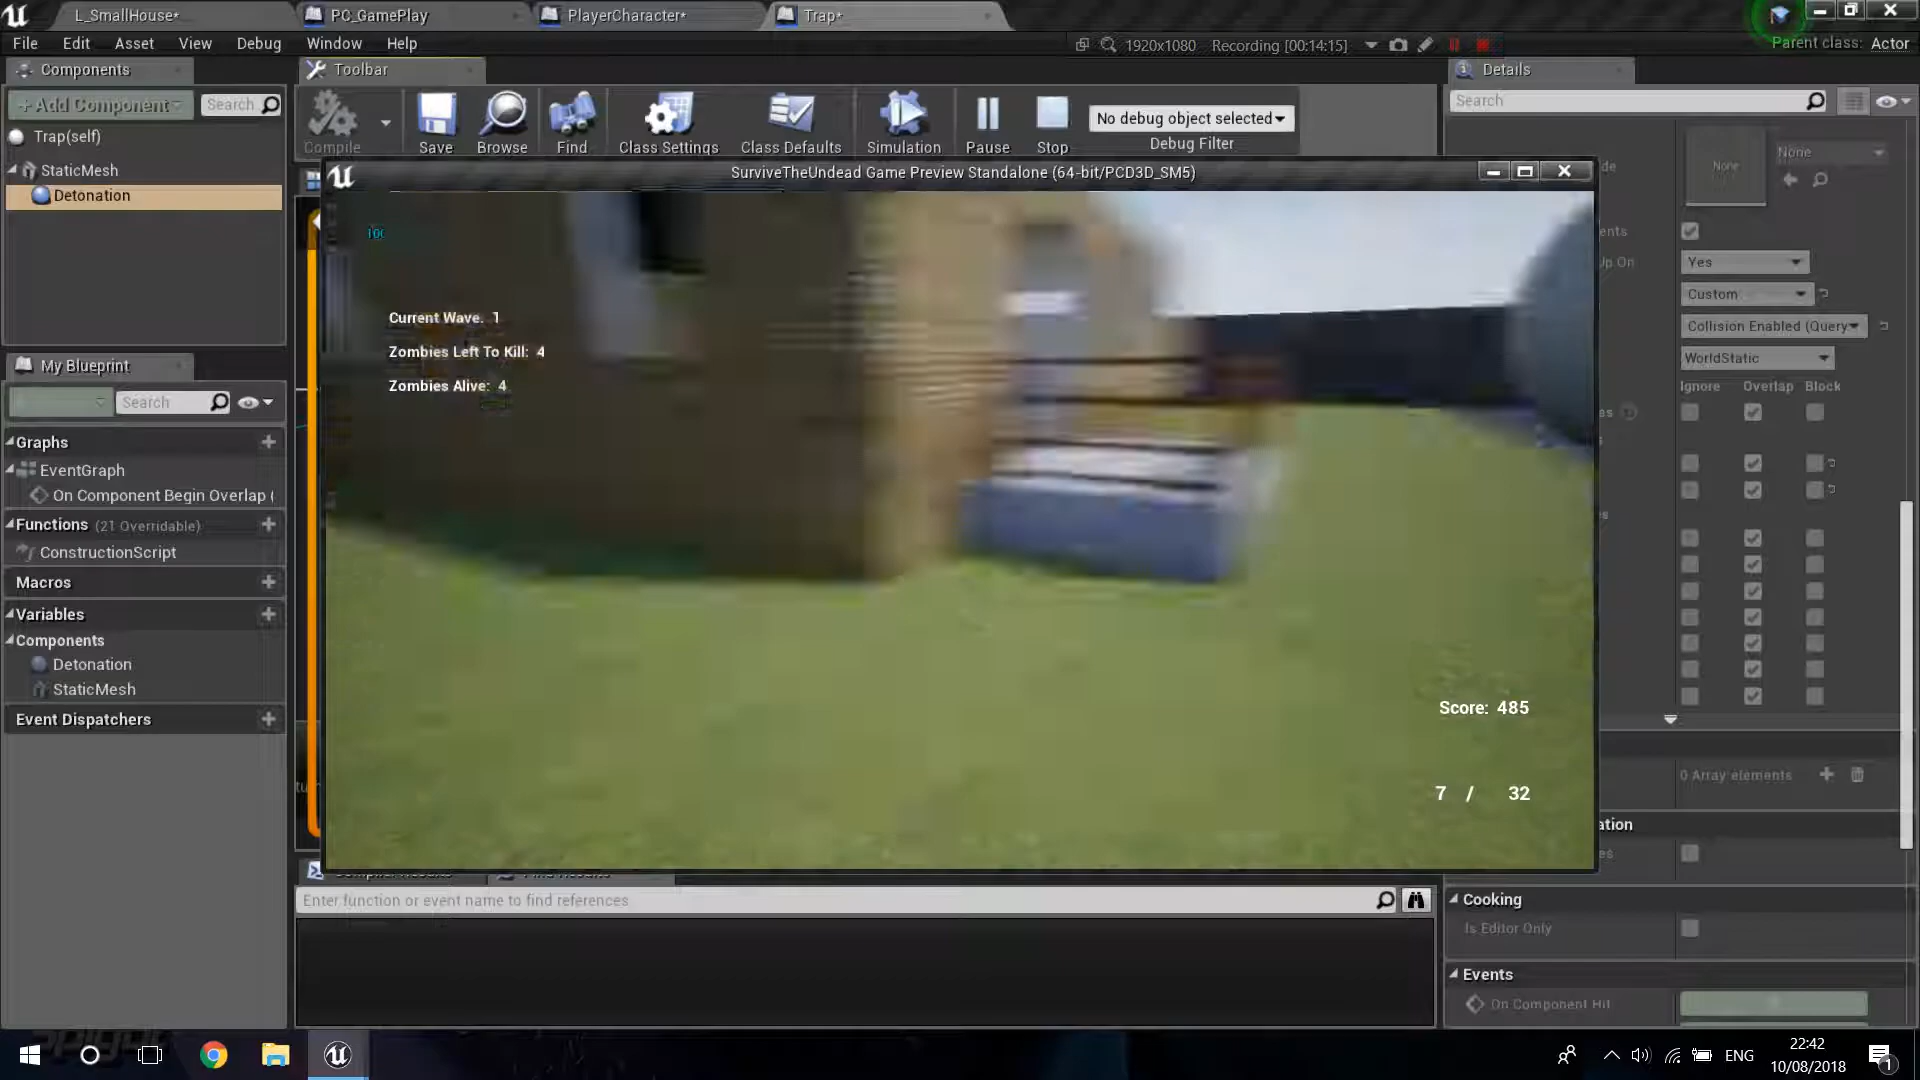 L_SmallHouse*
PC_GamePlay
PlayerCharacter*
Trap*
File Edit Asset View Debug Window Help
1920x1080 Recording [00:14:15]
Parent class: Actor
Components
Toolbar
Details
+Add Component
Search
Search
Trap(self)
StaticMesh
Detonation
Compile Save Browse Find Class Settings Class Defaults Simulation Pause Stop
No debug object selected
Debug Filter
SurviveTheUndead Game Preview Standalone (64-bit/PCD3D_SM5)
100
Current Wave: 1
Zombies Left To Kill: 4
Zombies Alive: 4
Score: 485
7 / 32
None
None
Yes
Custom
Collision Enabled (Query
WorldStatic
Ignore Overlap Block
0 Array elements
ation
Cooking
Is Editor Only
Events
On Component Hit
My Blueprint
Search
Graphs
EventGraph
On Component Begin Overlap (
Functions (21 Overridable)
ConstructionScript
Macros
Variables
Components
Detonation
StaticMesh
Event Dispatchers
Enter function or event name to find references
ENG
22:42
10/08/2018
1